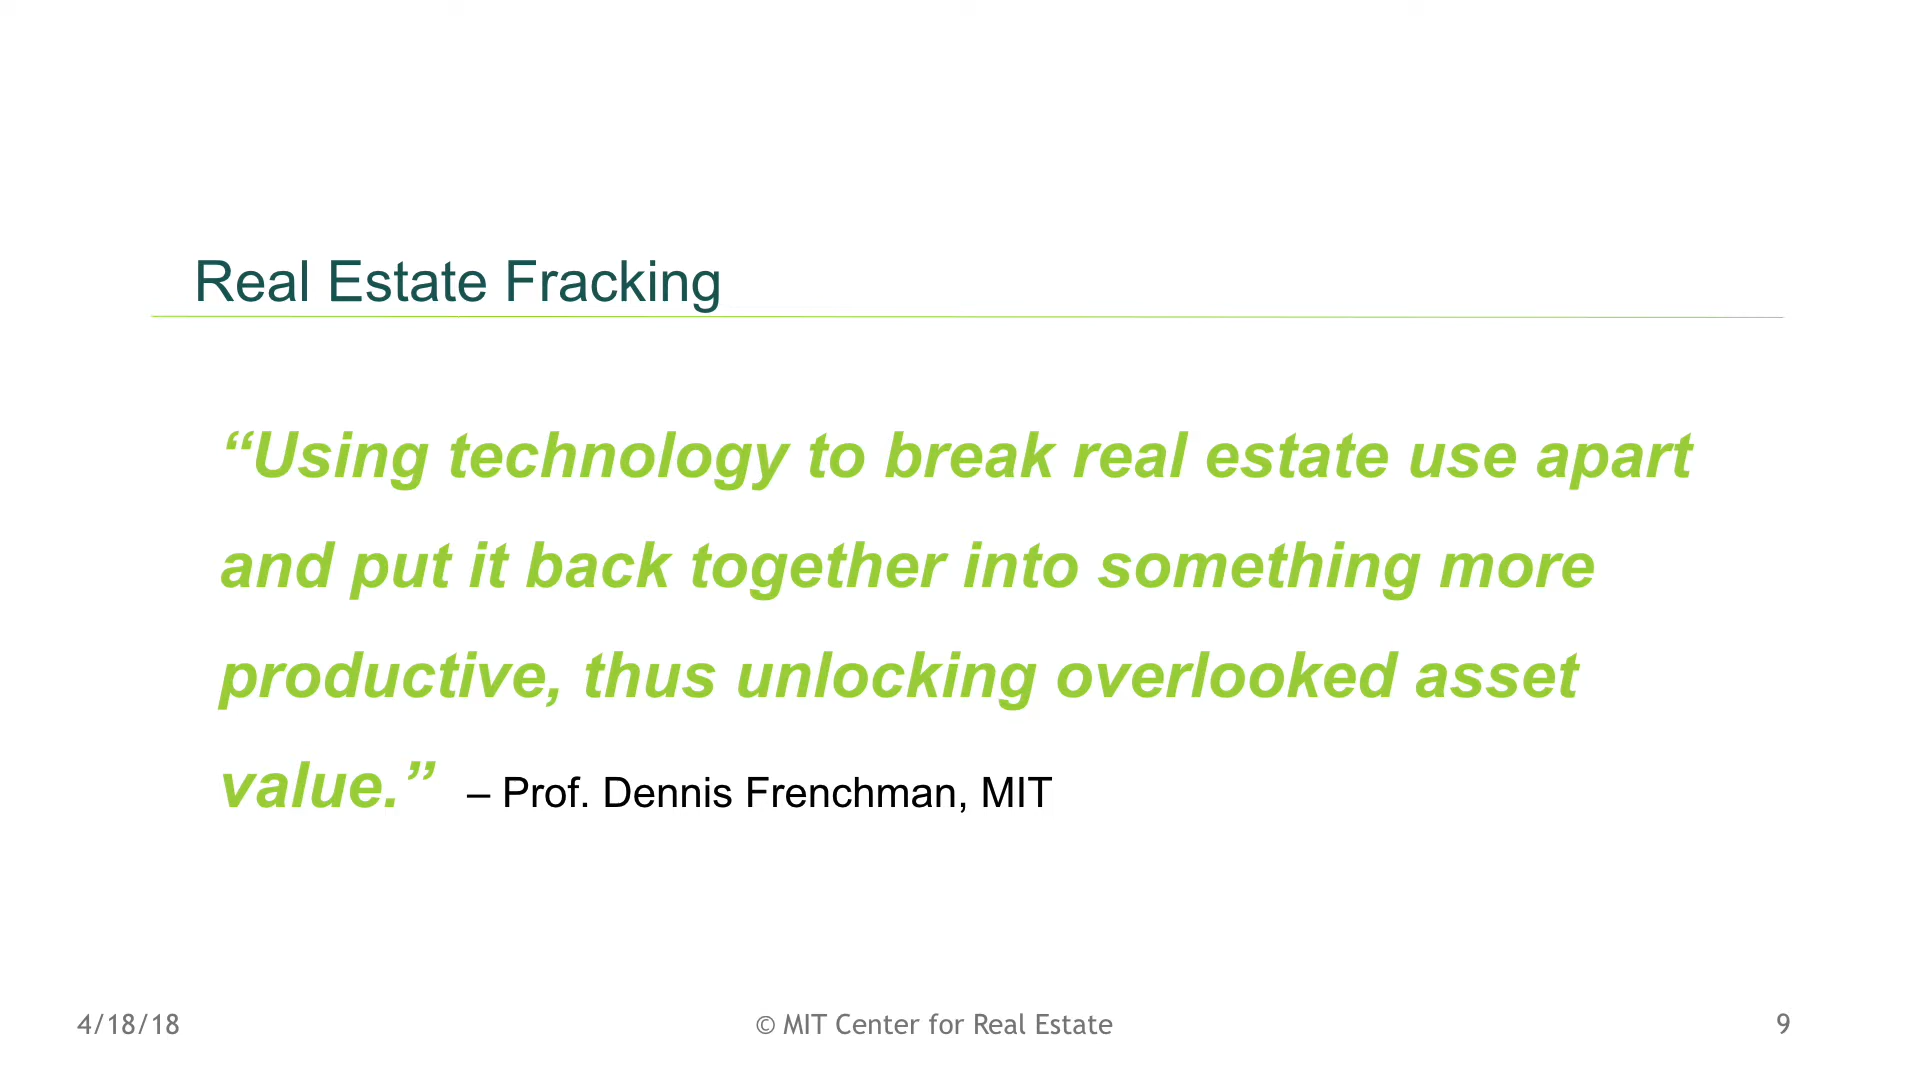 Real Estate Fracking
“Using technology to break real estate use apart
and put it back together into something more
productive, thus unlocking overlooked asset
value.” – Prof. Dennis Frenchman, MIT
4/18/18
© MIT Center for Real Estate
9